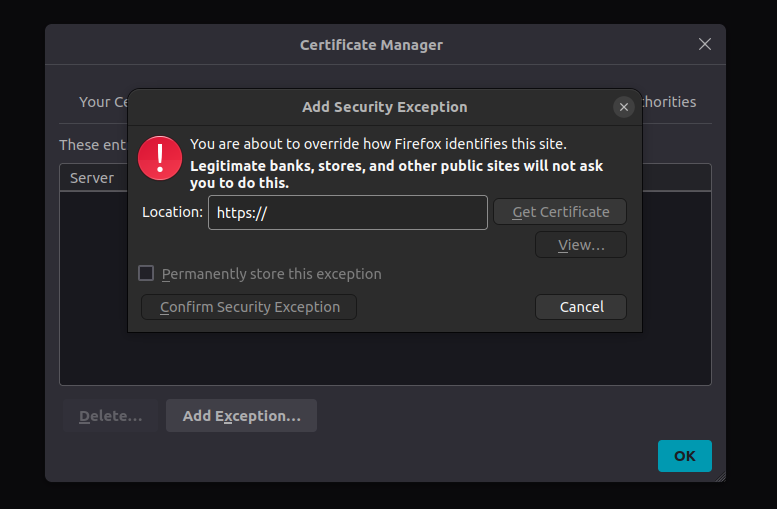 Certificate Manager
Add Security Exception
Your Ce
horities
You are about to override how Firefox identifies this site.
These ent
Legitimate banks, stores, and other public sites will not ask
you to do this.
Server
Location: https:// Get Certificate
View…
Permanently store this exception
Confirm Security Exception Cancel
Delete… Add Exception…
OK